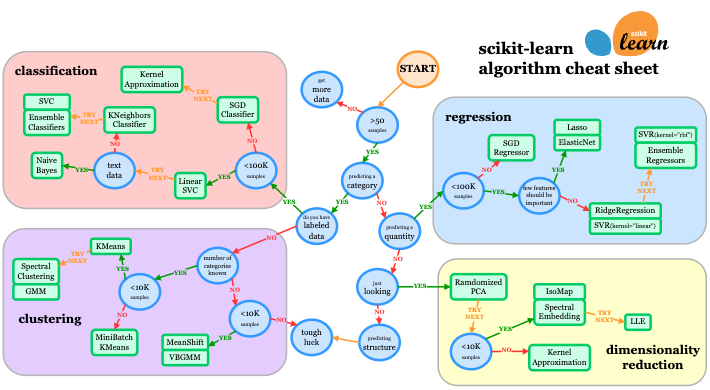 scikit-learn
algorithm cheat sheet
scikit
learn
classification
Kernel
Approximation
SVC
Ensemble
Classifiers
TRY
NEXT
KNeighbors
Classifier
TRY
NEXT
SGD
Classifier
NO
NO
Naive
Bayes
YES
text
data
TRY
NEXT
Linear
SVC
YES
<100K
samples
START
get
more
data
NO
>50
samples
YES
predicting a
category
YES
NO
do you have
labeled
data
YES
NO
predicting a
quantity
YES
NO
just
looking
YES
NO
predicting
structure
tough
luck
regression
SGD
Regressor
Lasso
ElasticNet
SVR(kernel="rbf")
Ensemble
Regressors
NO
YES
TRY
NEXT
<100K
samples
YES
few features
should be
important
NO
RidgeRegression
SVR(kernel="linear")
clustering
KMeans
Spectral
Clustering
GMM
TRY
NEXT
YES
number of
categories
known
YES
NO
<10K
samples
NO
MiniBatch
KMeans
<10K
samples
YES
NO
MeanShift
VBGMM
Randomized
PCA
TRY
NEXT
IsoMap
Spectral
Embedding
TRY
NEXT
LLE
YES
<10K
samples
NO
Kernel
Approximation
dimensionality
reduction